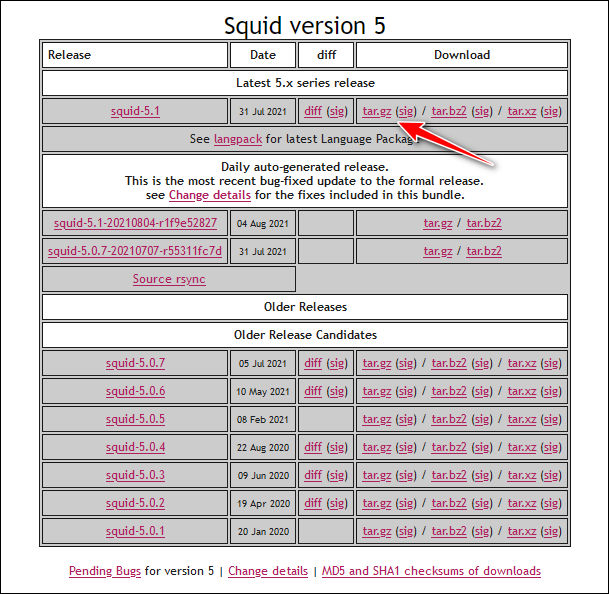 Squid version 5
Release Date diff Download
Latest 5.x series release
squid-5.1 31 Jul 2021 diff (sig) tar.gz (sig) / tar.bz2 (sig) / tar.xz (sig)
See langpack for latest Language Package
Daily auto-generated release.
This is the most recent bug-fixed update to the formal release.
see Change details for the fixes included in this bundle.
squid-5.1-20210804-r1f9e52827 04 Aug 2021 tar.gz / tar.bz2
squid-5.0.7-20210707-r55311fc7d 31 Jul 2021 tar.gz / tar.bz2
Source rsync
Older Releases
Older Release Candidates
squid-5.0.7 05 Jul 2021 diff (sig) tar.gz (sig) / tar.bz2 (sig) / tar.xz (sig)
squid-5.0.6 10 May 2021 diff (sig) tar.gz (sig) / tar.bz2 (sig) / tar.xz (sig)
squid-5.0.5 08 Feb 2021 tar.gz (sig) / tar.bz2 (sig) / tar.xz (sig)
squid-5.0.4 22 Aug 2020 diff (sig) tar.gz (sig) / tar.bz2 (sig) / tar.xz (sig)
squid-5.0.3 09 Jun 2020 diff (sig) tar.gz (sig) / tar.bz2 (sig) / tar.xz (sig)
squid-5.0.2 19 Apr 2020 diff (sig) tar.gz (sig) / tar.bz2 (sig) / tar.xz (sig)
squid-5.0.1 20 Jan 2020 tar.gz (sig) / tar.bz2 (sig) / tar.xz (sig)
Pending Bugs for version 5 | Change details | MD5 and SHA1 checksums of downloads